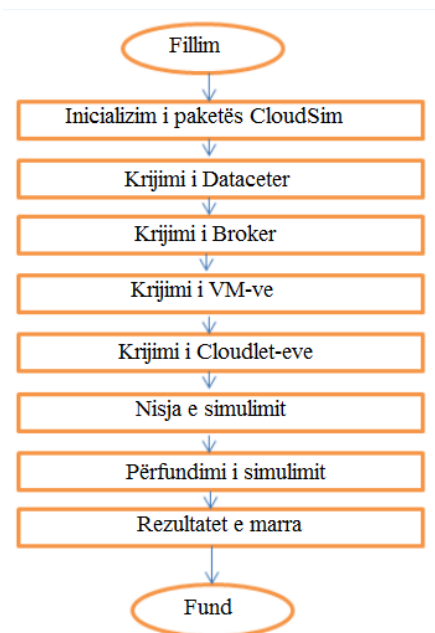 Fillim
Inicializim i paketës CloudSim
Krijimi i Dataceter
Krijimi i Broker
Krijimi i VM-ve
Krijimi i Cloudlet-eve
Nisja e simulimit
Përfundimi i simulimit
Rezultatet e marra
Fund